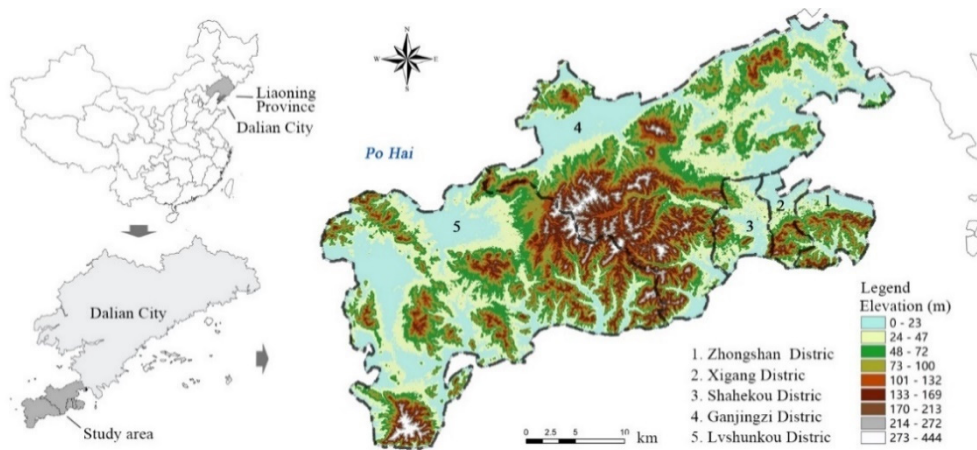 Liaoning
Province
Dalian City
Dalian City
Study area
N
W
E
S
Po Hai
4
5
2
1
3
1. Zhongshan Distric
2. Xigang Distric
3. Shahekou Distric
4. Ganjingzi Distric
5. Lvshunkou Distric
0 2.5 5 10
km
Legend
Elevation (m)
0 - 23
24 - 47
48 - 72
73 - 100
101 - 132
133 - 169
170 - 213
214 - 272
273 - 444